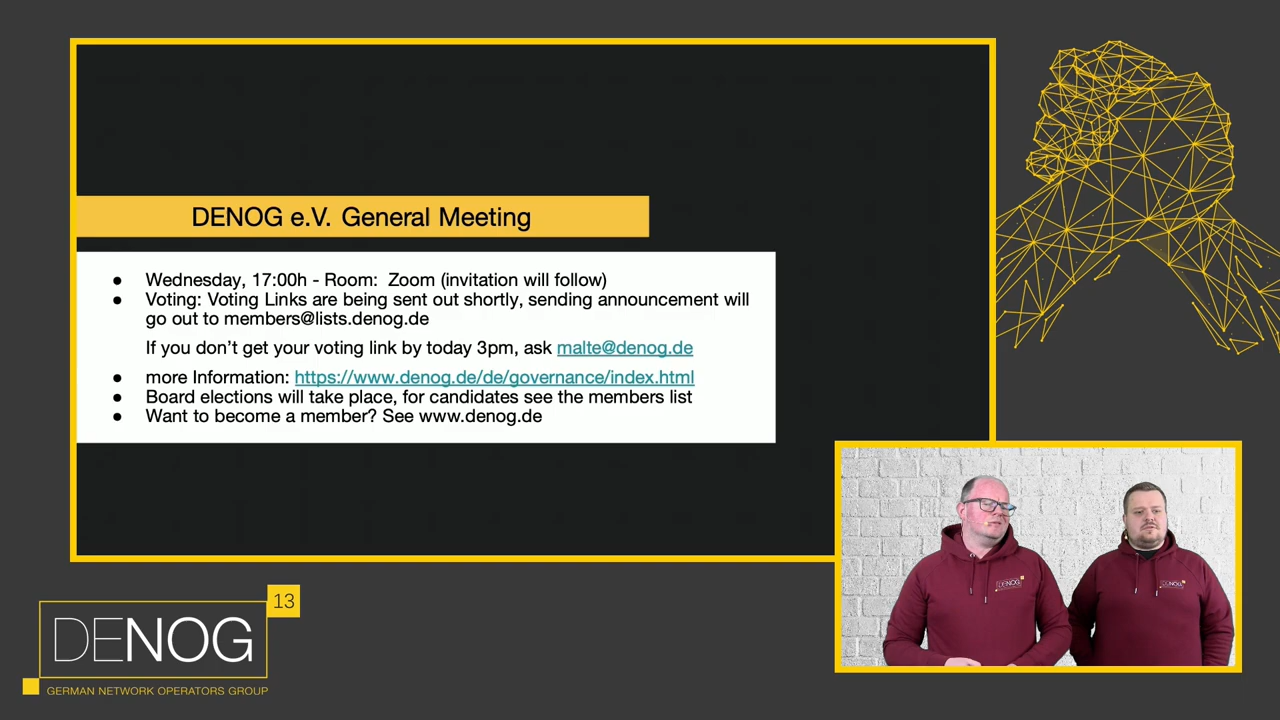 DENOG e.V. General Meeting
● Wednesday, 17:00h - Room:  Zoom (invitation will follow)
● Voting: Voting Links are being sent out shortly, sending announcement will
go out to members@lists.denog.de
If you don't get your voting link by today 3pm, ask malte@denog.de
● more Information: https://www.denog.de/de/governance/index.html
● Board elections will take place, for candidates see the members list
● Want to become a member? See www.denog.de
DENOG
DENOG
13
DENOG
GERMAN NETWORK OPERATORS GROUP